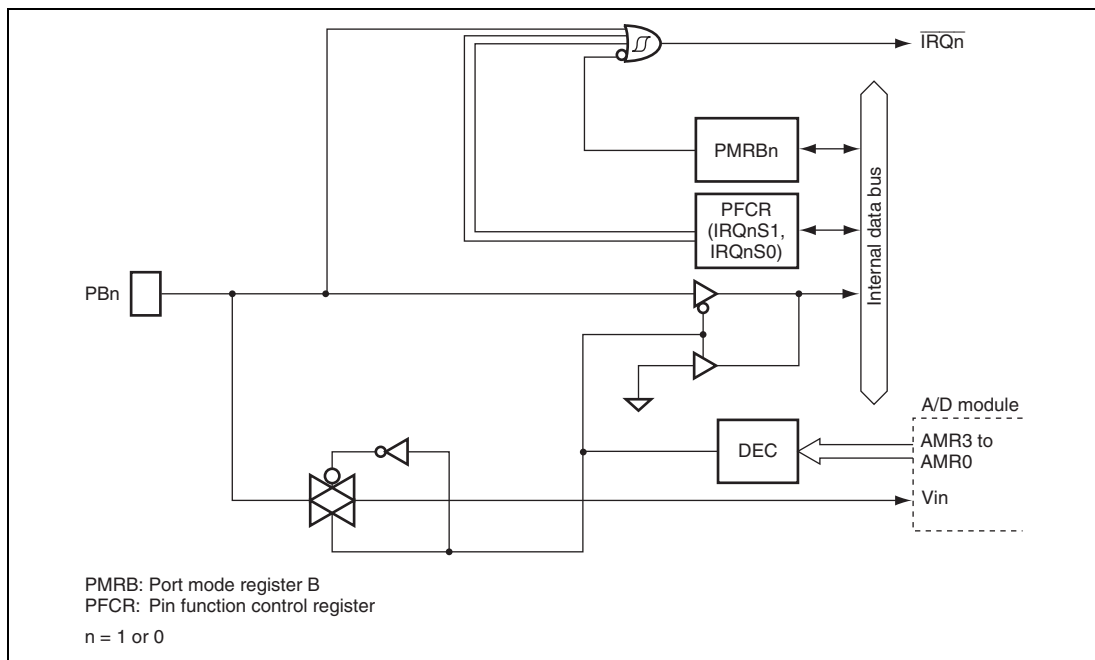 IRQn
PMRBn
PFCR
(IRQnS1,
IRQnS0)
Internal data bus
PBn
A/D module
DEC
AMR3 to
AMR0
Vin
PMRB: Port mode register B
PFCR: Pin function control register
n = 1 or 0